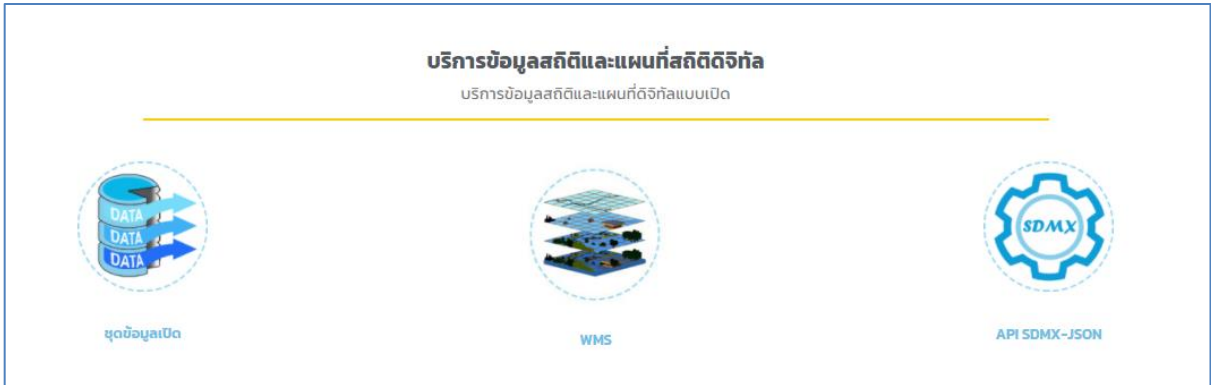 บริการข้อมูลสถิติและแผนที่สถิติดิจิทัล
บริการข้อมูลสถิติและแผนที่ดิจิทัลแบบเปิด
DATA
DATA
DATA
SDMX
ชุดข้อมูลเปิด
WMS
API SDMX-JSON